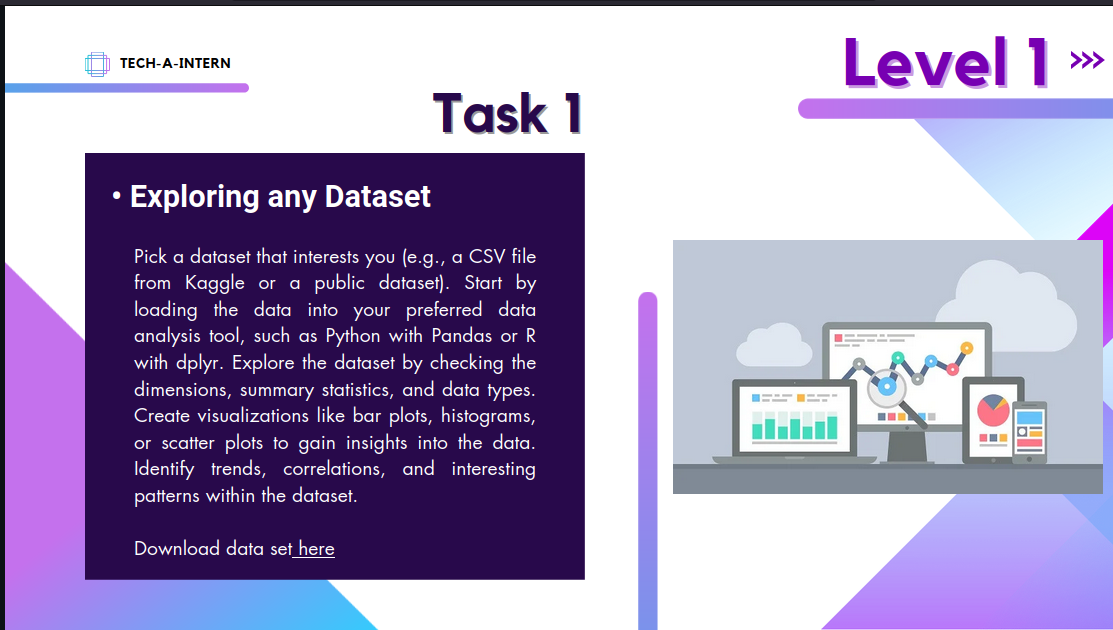 TECH-A-INTERN
Level 1 >>>
Task 1
• Exploring any Dataset
Pick a dataset that interests you (e.g., a CSV file
from Kaggle or a public dataset). Start by
loading the data into your preferred data
analysis tool, such as Python with Pandas or R
with dplyr. Explore the dataset by checking the
dimensions, summary statistics, and data types.
Create visualizations like bar plots, histograms,
or scatter plots to gain insights into the data.
Identify trends, correlations, and interesting
patterns within the dataset.
Download data set here